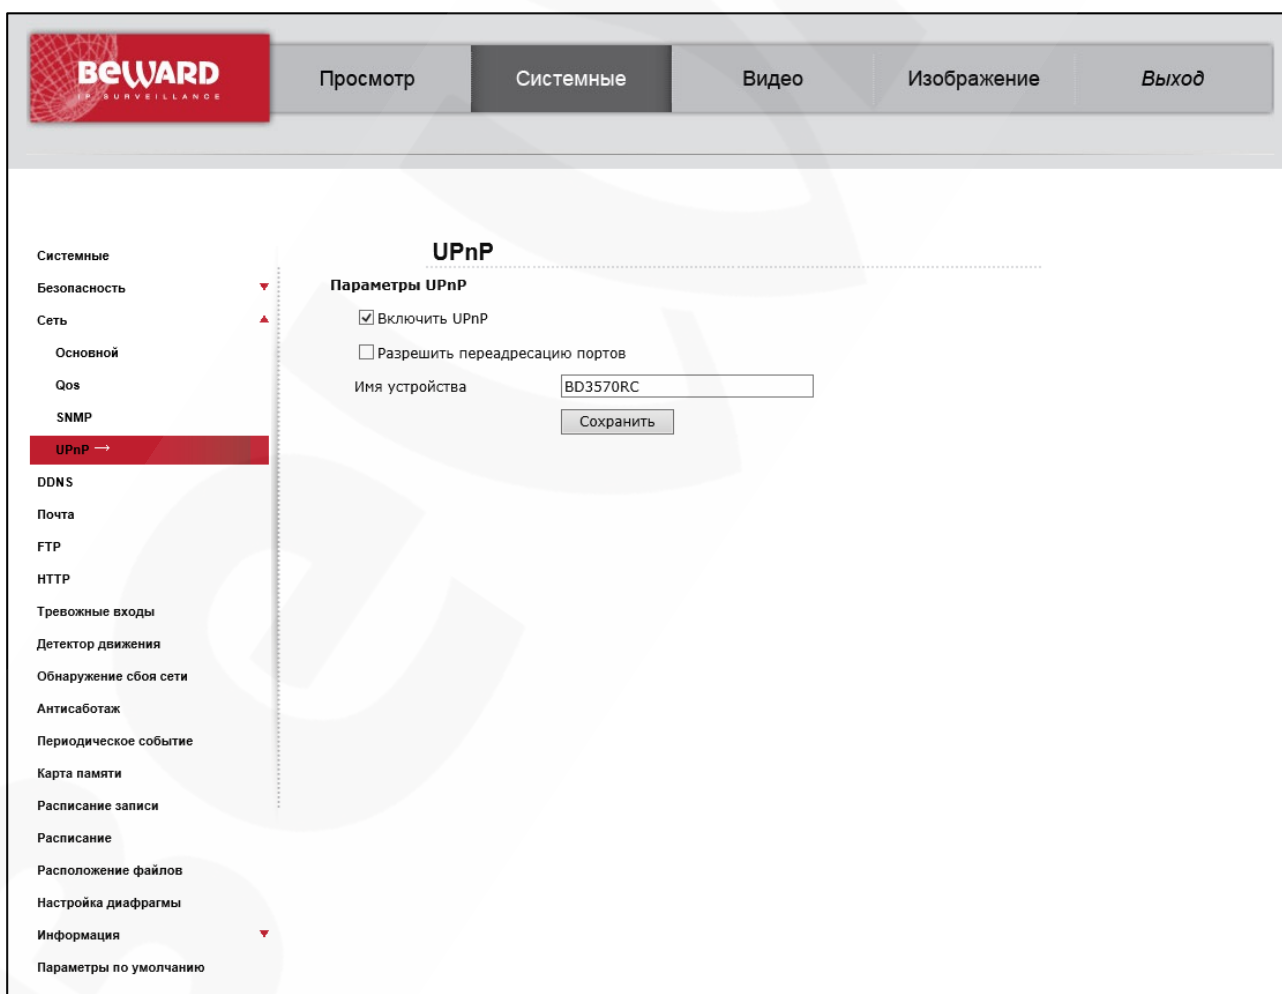 BEWARD
IP SURVEILLANCE
Просмотр
Системные
Видео
Изображение
Выход
Системные
Безопасность
Сеть
Основной
Qos
SNMP
UPnP →
DDNS
Почта
FTP
HTTP
Тревожные входы
Детектор движения
Обнаружение сбоя сети
Антисаботаж
Периодическое событие
Карта памяти
Расписание записи
Расписание
Расположение файлов
Настройка диафрагмы
Информация
Параметры по умолчанию
UPnP
Параметры UPnP
Включить UPnP
Разрешить переадресацию портов
Имя устройства BD3570RC
Сохранить